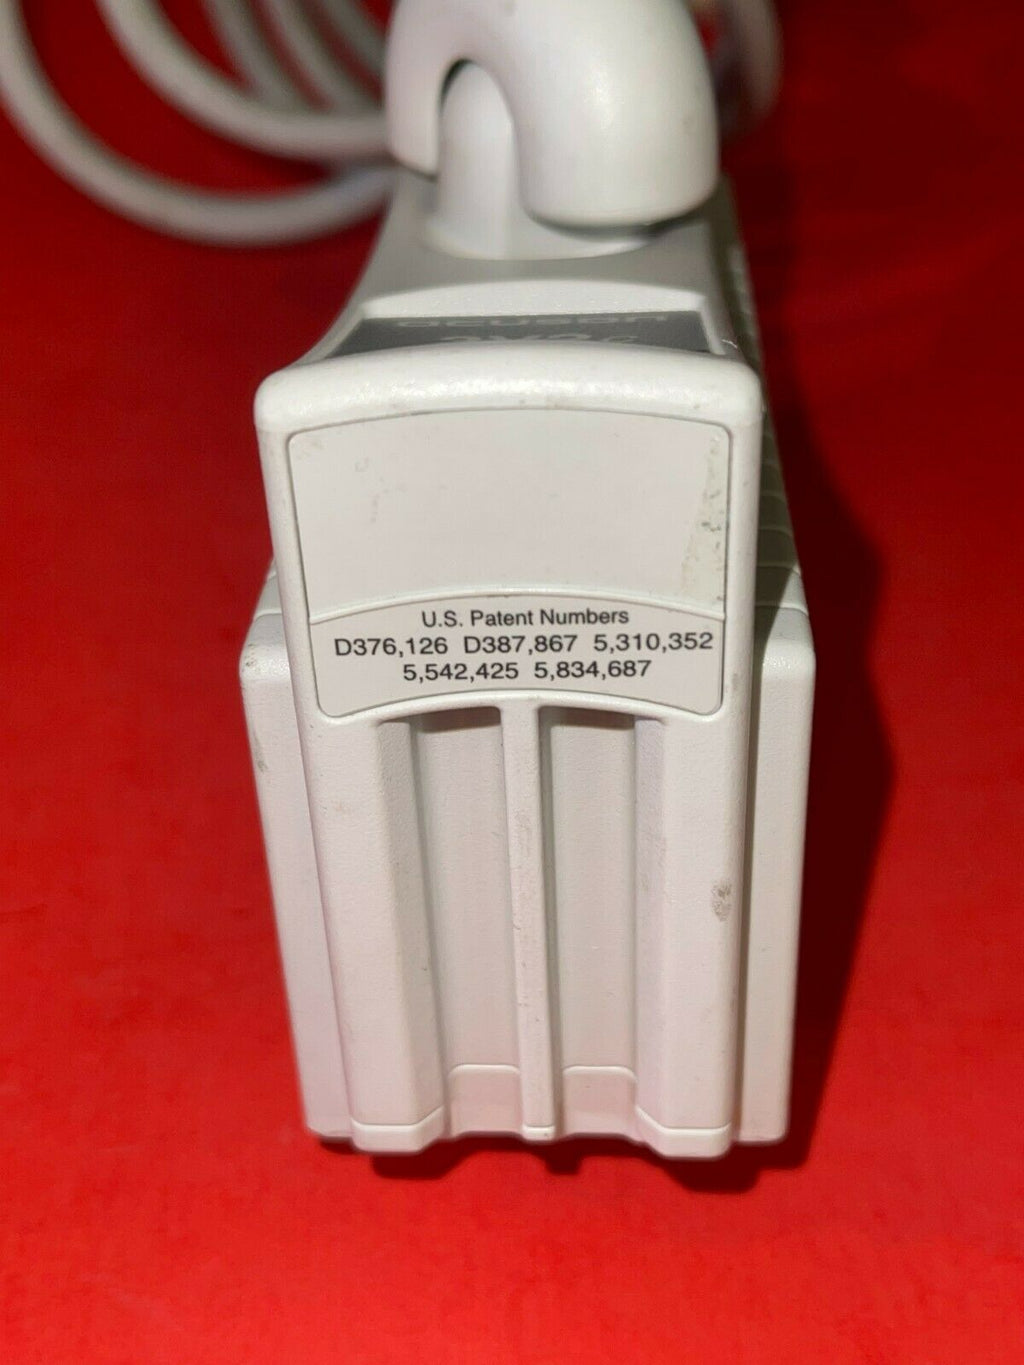 U.S. Patent Numbers
D376,126 D387,867 5,310,352
5,542,425 5,834,687